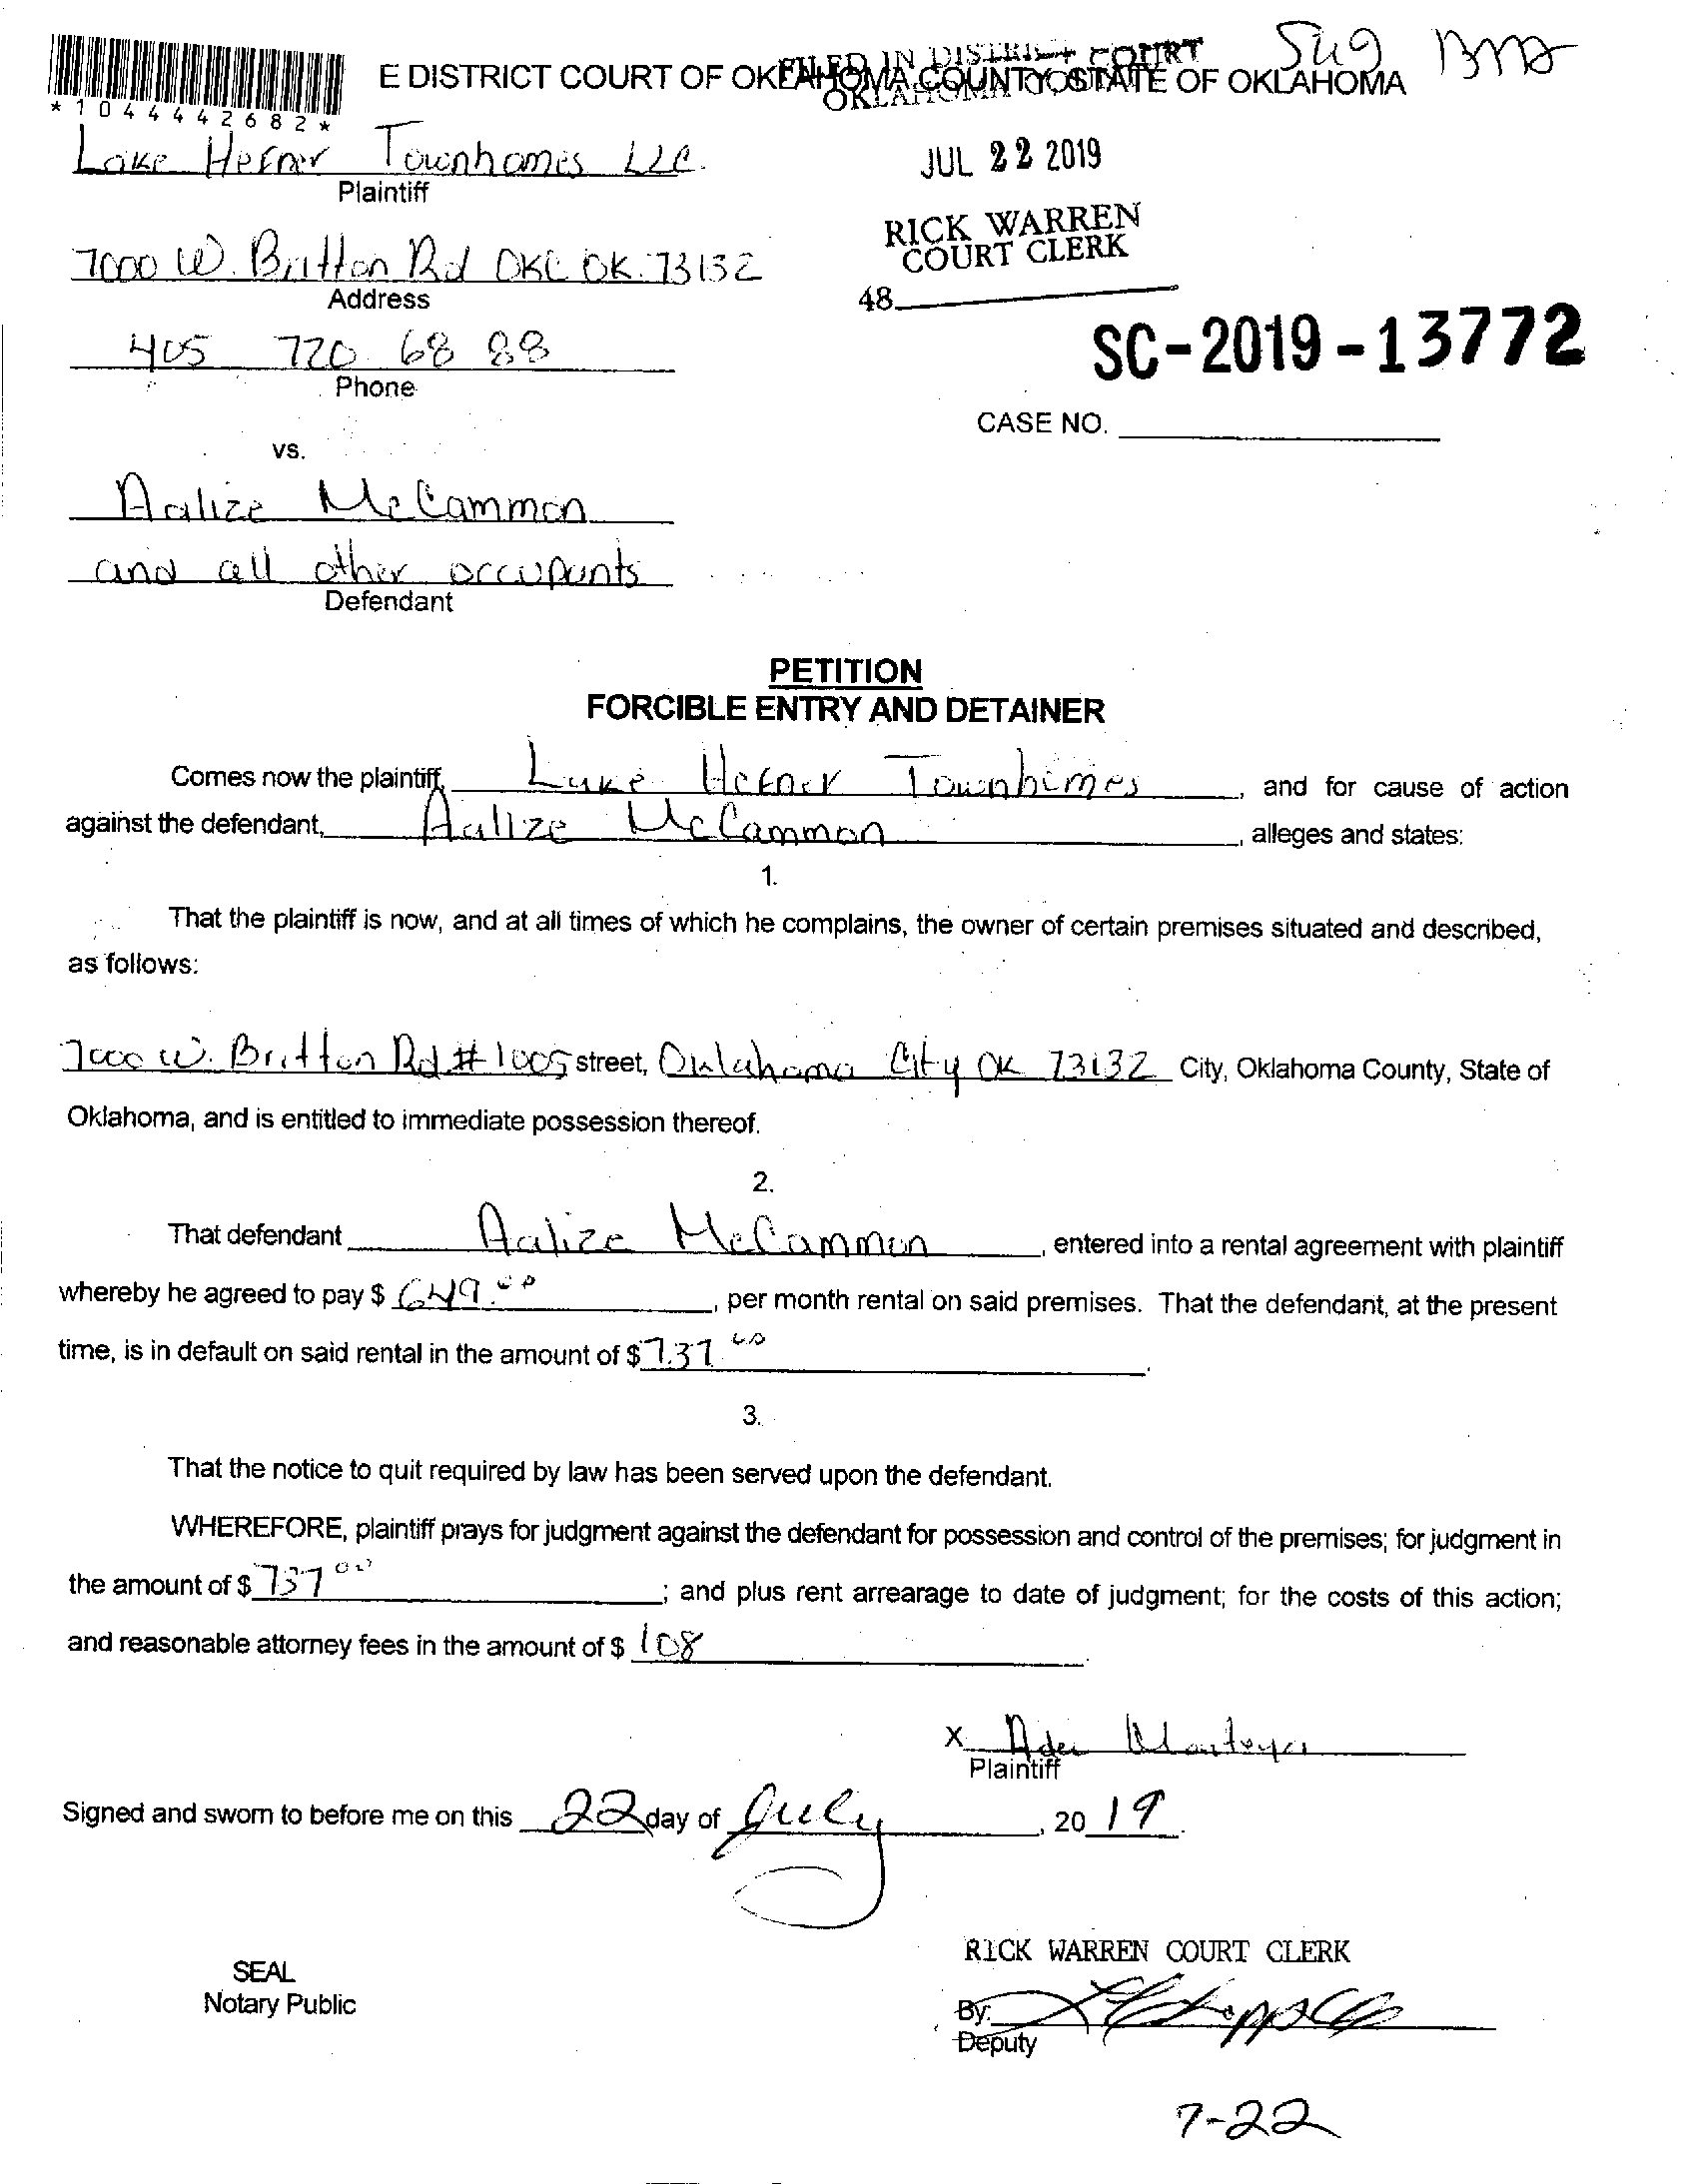 E DISTRICT COURT OF OKLAHOMA COUNTY, STATE OF OKLAHOMA
FILED IN DISTRICT COURT
OKLAHOMA COUNTY
*1044442682*
Lake Hefner Townhomes LLC.
Plaintiff
JUL 22 2019
RICK WARREN
COURT CLERK
48
7000 W. Britton Rd OKC OK. 73132
Address
405 720 68 88
Phone
SC-2019-13772
CASE NO.
vs.
Aalize McCammon
and all other occupants
Defendant
PETITION
FORCIBLE ENTRY AND DETAINER
Comes now the plaintiff, Lake Hefner Townhomes, and for cause of action
against the defendant, Aalize McCammon, alleges and states:
1.
That the plaintiff is now, and at all times of which he complains, the owner of certain premises situated and described,
as follows:
7000 W. Britton Rd # 1005 street, Oklahoma City OK 73132 City, Oklahoma County, State of
Oklahoma, and is entitled to immediate possession thereof.
2.
That defendant Aalize McCammon, entered into a rental agreement with plaintiff
whereby he agreed to pay $ 649.00, per month rental on said premises. That the defendant, at the present
time, is in default on said rental in the amount of $ 737 00.
3.
That the notice to quit required by law has been served upon the defendant.
WHEREFORE, plaintiff prays for judgment against the defendant for possession and control of the premises; for judgment in
the amount of $ 737 00; and plus rent arrearage to date of judgment; for the costs of this action;
and reasonable attorney fees in the amount of $ 108.
X
Plaintiff
Signed and sworn to before me on this 22 day of July, 2019.
RICK WARREN COURT CLERK
SEAL
Notary Public
By:
Deputy
7-22